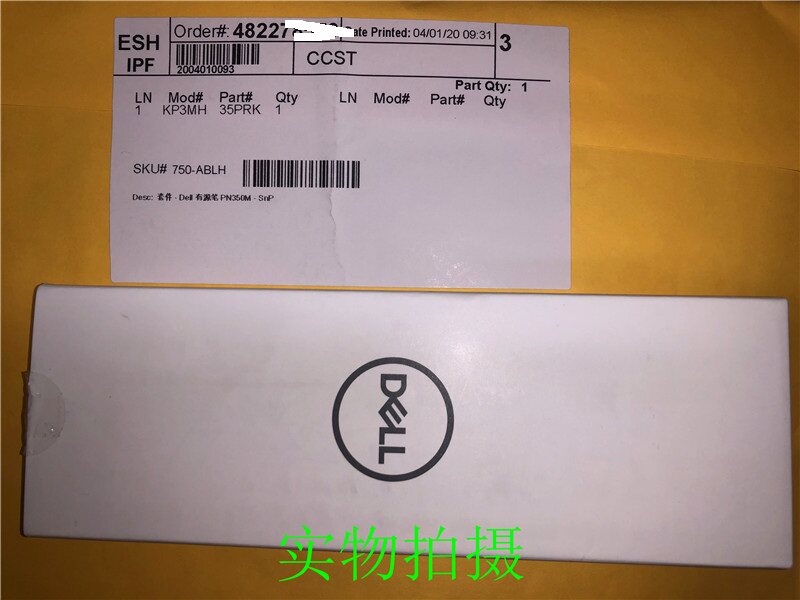 ESH
IPF
Order#: 48227
Date Printed: 04/01/20 09:31
3
2004010093
CCST
Part Qty: 1
LN Mod# Part# Qty LN Mod# Part# Qty
1 KP3MH 35PRK 1
SKU# 750-ABLH
Desc: 套件 - Dell 有源笔 PN350M - SnP
DELL
实物拍摄